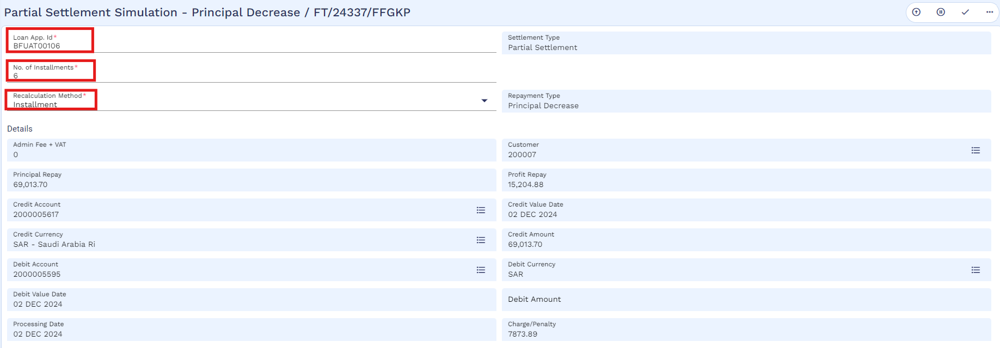 Partial Settlement Simulation - Principal Decrease / FT/24337/FFGKP
Loan App. Id*
BFUAT00106
Settlement Type
Partial Settlement
No. of Installments*
6
Recalculation Method*
Installment
Repayment Type
Principal Decrease
Details
Admin Fee + VAT
0
Customer
200007
Principal Repay
69,013.70
Profit Repay
15,204.88
Credit Account
2000005617
Credit Value Date
02 DEC 2024
Credit Currency
SAR - Saudi Arabia Ri
Credit Amount
69,013.70
Debit Account
2000005595
Debit Currency
SAR
Debit Value Date
02 DEC 2024
Debit Amount
Processing Date
02 DEC 2024
Charge/Penalty
7873.89